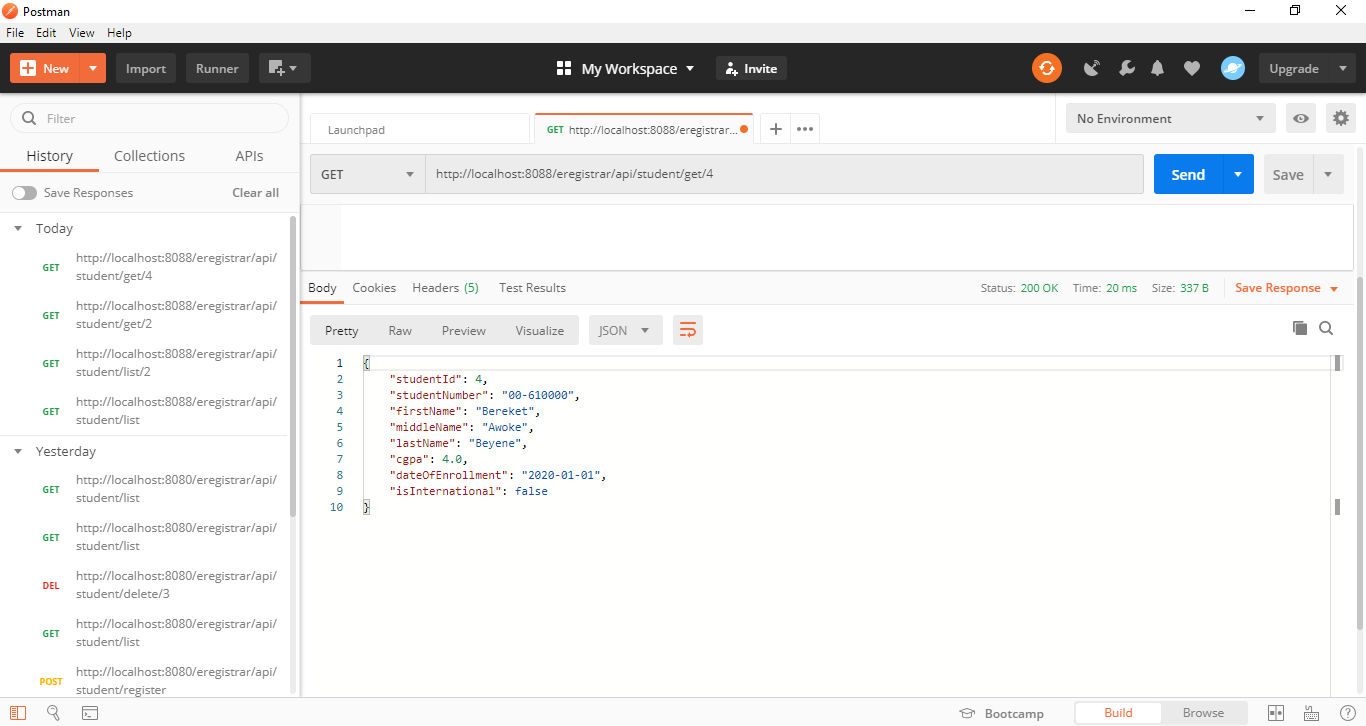 Postman
File Edit View Help
New Import Runner My Workspace Invite Upgrade
Filter
History Collections APIs
Save Responses Clear all
Today
GET http://localhost:8088/eregistrar/api/
student/get/4
GET http://localhost:8088/eregistrar/api/
student/get/2
GET http://localhost:8088/eregistrar/api/
student/list/2
GET http://localhost:8088/eregistrar/api/
student/list
Yesterday
GET http://localhost:8080/eregistrar/api/
student/list
GET http://localhost:8080/eregistrar/api/
student/list
DEL http://localhost:8080/eregistrar/api/
student/delete/3
GET http://localhost:8080/eregistrar/api/
student/list
POST http://localhost:8080/eregistrar/api/
student/register
Launchpad GET http://localhost:8088/eregistrar... No Environment
GET http://localhost:8088/eregistrar/api/student/get/4 Send Save
Body Cookies Headers (5) Test Results Status: 200 OK Time: 20 ms Size: 337 B Save Response
Pretty Raw Preview Visualize JSON
1 {
2 "studentId": 4,
3 "studentNumber": "00-610000",
4 "firstName": "Bereket",
5 "middleName": "Awoke",
6 "lastName": "Beyene",
7 "cgpa": 4.0,
8 "dateOfEnrollment": "2020-01-01",
9 "isInternational": false
10 }
Bootcamp Build Browse